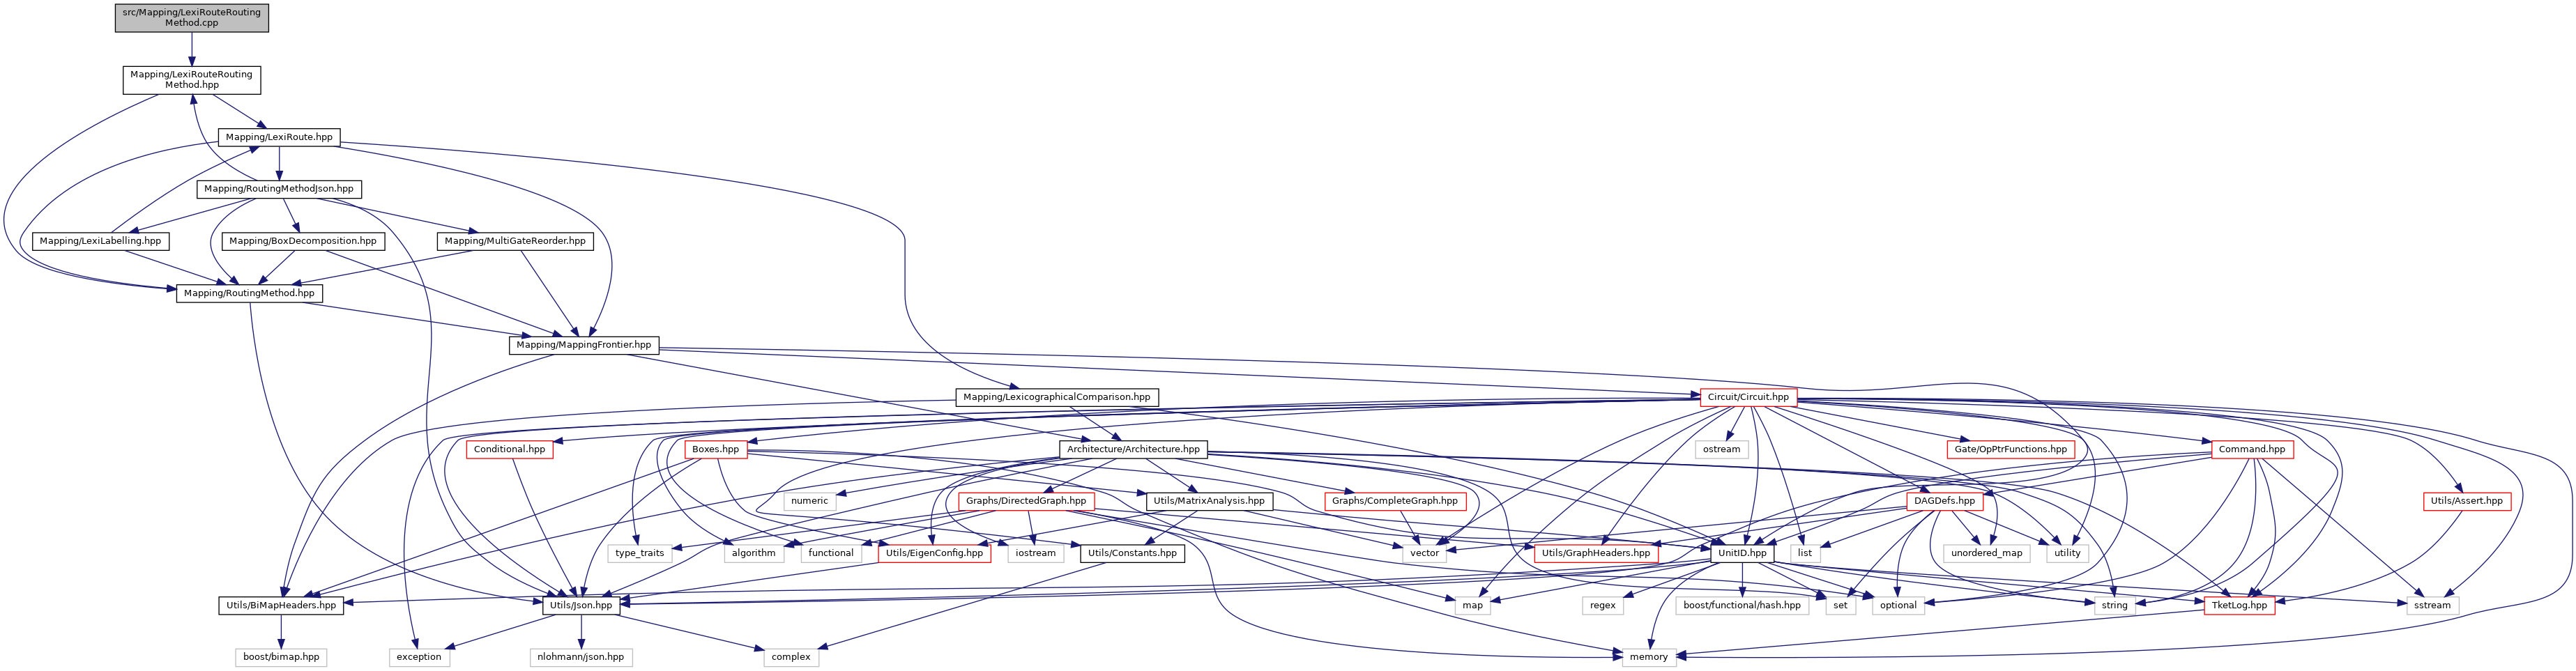 src/Mapping/LexiRouteRouting
Method.cpp
Mapping/LexiRouteRouting
Method.hpp
Mapping/LexiRoute.hpp
Mapping/RoutingMethodJson.hpp
Mapping/LexiLabelling.hpp
Mapping/BoxDecomposition.hpp
Mapping/MultiGateReorder.hpp
Mapping/RoutingMethod.hpp
Mapping/MappingFrontier.hpp
Mapping/LexicographicalComparison.hpp
Circuit/Circuit.hpp
Conditional.hpp
Boxes.hpp
Architecture/Architecture.hpp
ostream
Gate/OpPtrFunctions.hpp
Command.hpp
numeric
Graphs/DirectedGraph.hpp
Utils/MatrixAnalysis.hpp
Graphs/CompleteGraph.hpp
DAGDefs.hpp
Utils/Assert.hpp
type_traits
algorithm
functional
Utils/EigenConfig.hpp
iostream
Utils/Constants.hpp
vector
Utils/GraphHeaders.hpp
UnitID.hpp
list
unordered_map
utility
Utils/BiMapHeaders.hpp
Utils/Json.hpp
map
regex
boost/functional/hash.hpp
set
optional
string
TketLog.hpp
sstream
boost/bimap.hpp
exception
nlohmann/json.hpp
complex
memory